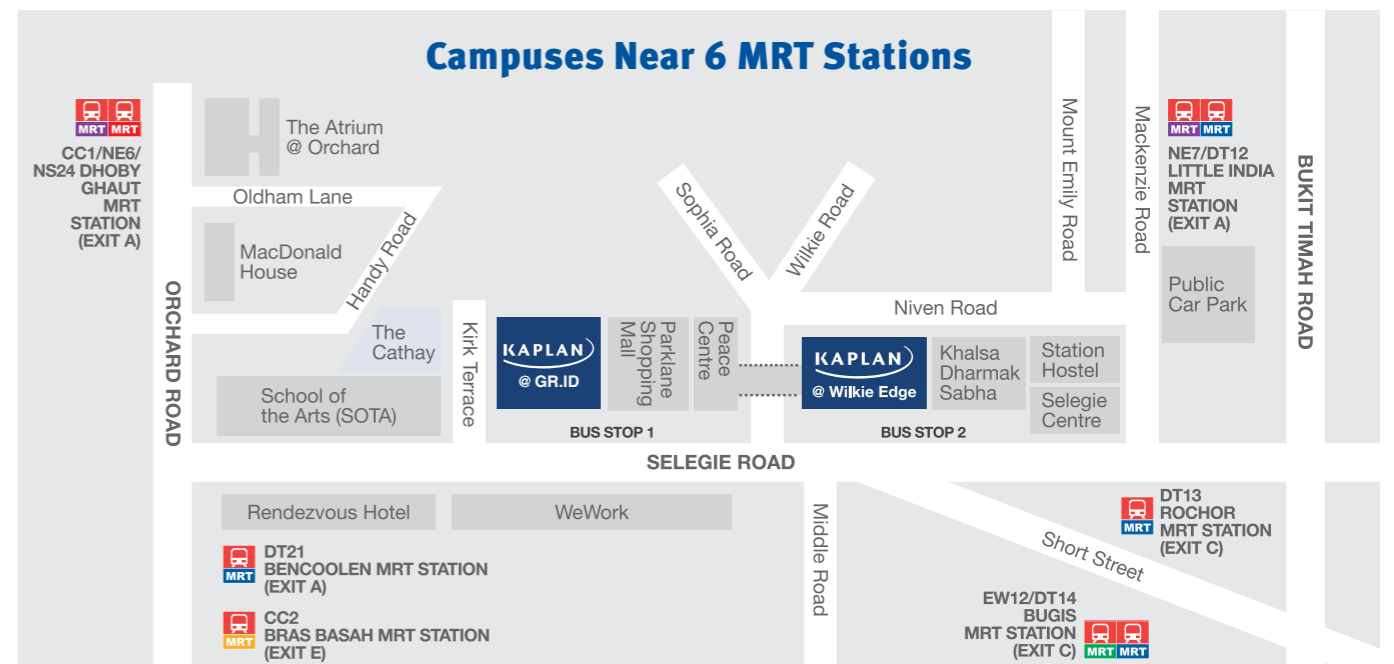 Campuses Near 6 MRT Stations
MRT MRT
CC1/NE6/
NS24 DHOBY
GHAUT
MRT
STATION
(EXIT A)
The Atrium
@ Orchard
Oldham Lane
MacDonald
House
Handy Road
ORCHARD ROAD
The
Cathay
School of
the Arts (SOTA)
Kirk Terrace
KAPLAN
@ GR.ID
Parklane
Shopping
Mall
Peace
Centre
BUS STOP 1
Sophia Road
Wilkie Road
Niven Road
KAPLAN
@ Wilkie Edge
Khalsa
Dharmak
Sabha
Station
Hostel
Selegie
Centre
BUS STOP 2
Mount Emily Road
Mackenzie Road
MRT MRT
NE7/DT12
LITTLE INDIA
MRT
STATION
(EXIT A)
Public
Car Park
BUKIT TIMAH ROAD
SELEGIE ROAD
Rendezvous Hotel
WeWork
MRT
DT21
BENCOOLEN MRT STATION
(EXIT A)
MRT
CC2
BRAS BASAH MRT STATION
(EXIT E)
Middle Road
Short Street
MRT
DT13
ROCHOR
MRT STATION
(EXIT C)
EW12/DT14
BUGIS
MRT STATION
(EXIT C)
MRT MRT